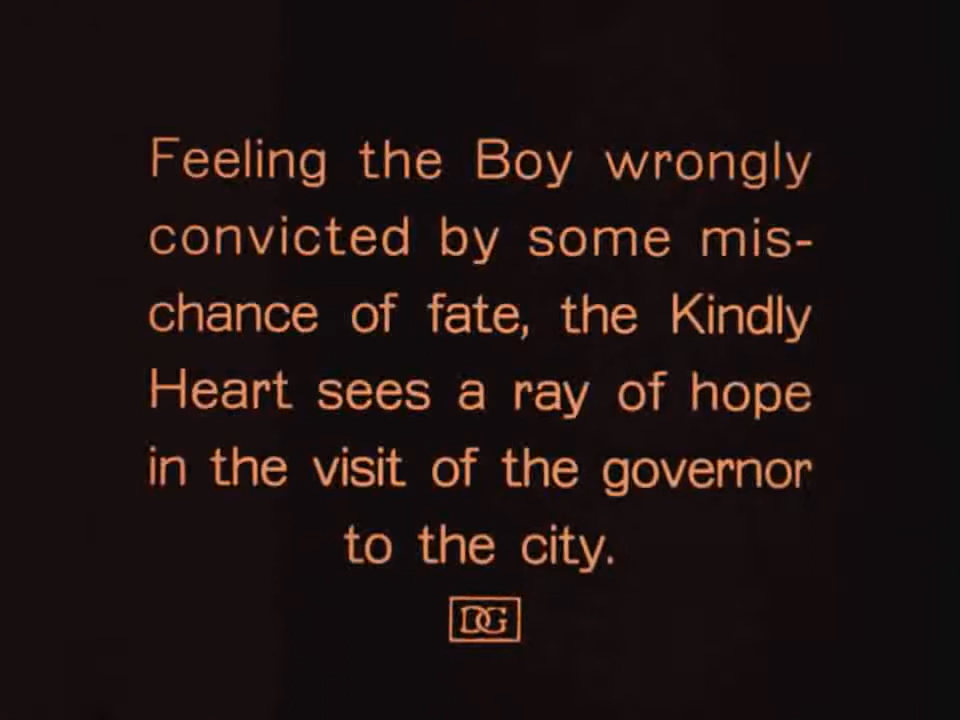 Feeling the Boy wrongly
convicted by some mis-
chance of fate, the Kindly
Heart sees a ray of hope
in the visit of the governor
to the city.
DG